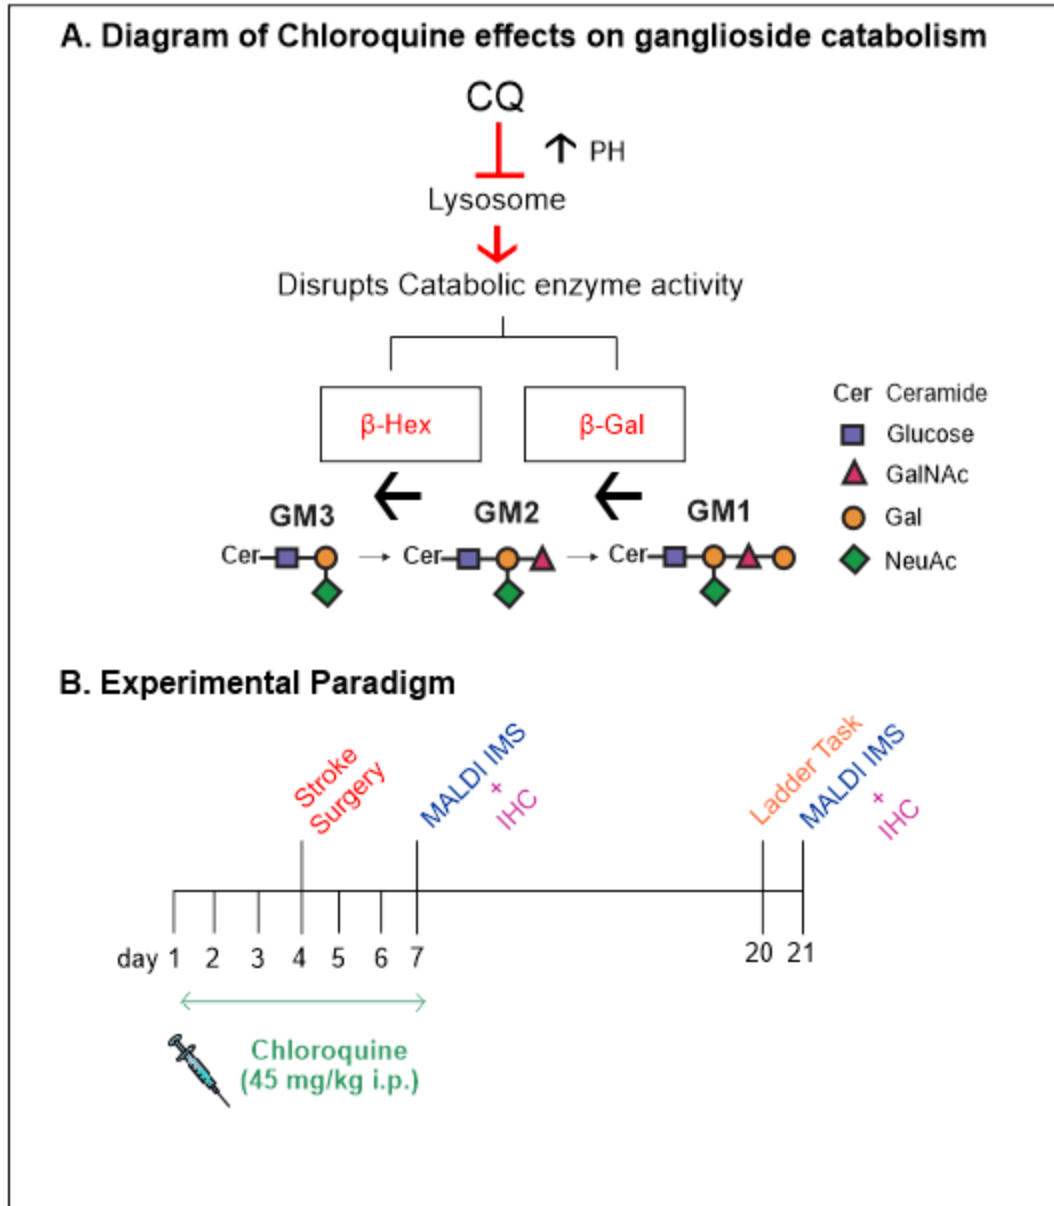 A. Diagram of Chloroquine effects on ganglioside catabolism
CQ
PH
Lysosome
Disrupts Catabolic enzyme activity
β-Hex
β-Gal
GM3
GM2
GM1
Cer
Cer
Cer
Cer Ceramide
Glucose
GalNAc
Gal
NeuAc
B. Experimental Paradigm
Stroke
Surgery
MALDI IMS
+
IHC
Ladder Task
MALDI IMS
+
IHC
day 1 2 3 4 5 6 7 20 21
Chloroquine
(45 mg/kg i.p.)